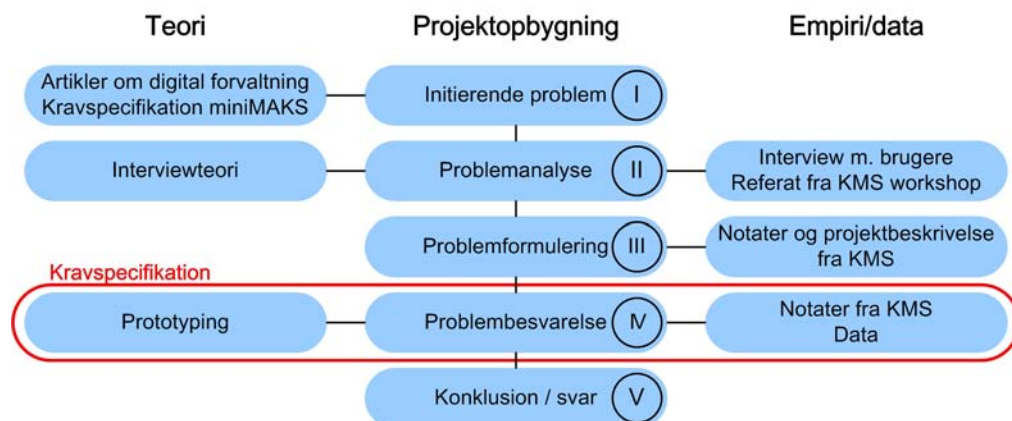 Teori
Projektopbygning
Empiri/data
Artikler om digital forvaltning
Kravspecifikation miniMAKS
Initierende problem
I
Interviewteori
Problemanalyse
II
Interview m. brugere
Referat fra KMS workshop
Problemformulering
III
Notater og projektbeskrivelse
fra KMS
Kravspecifikation
Prototyping
Problembesvarelse
IV
Notater fra KMS
Data
Konklusion / svar
V